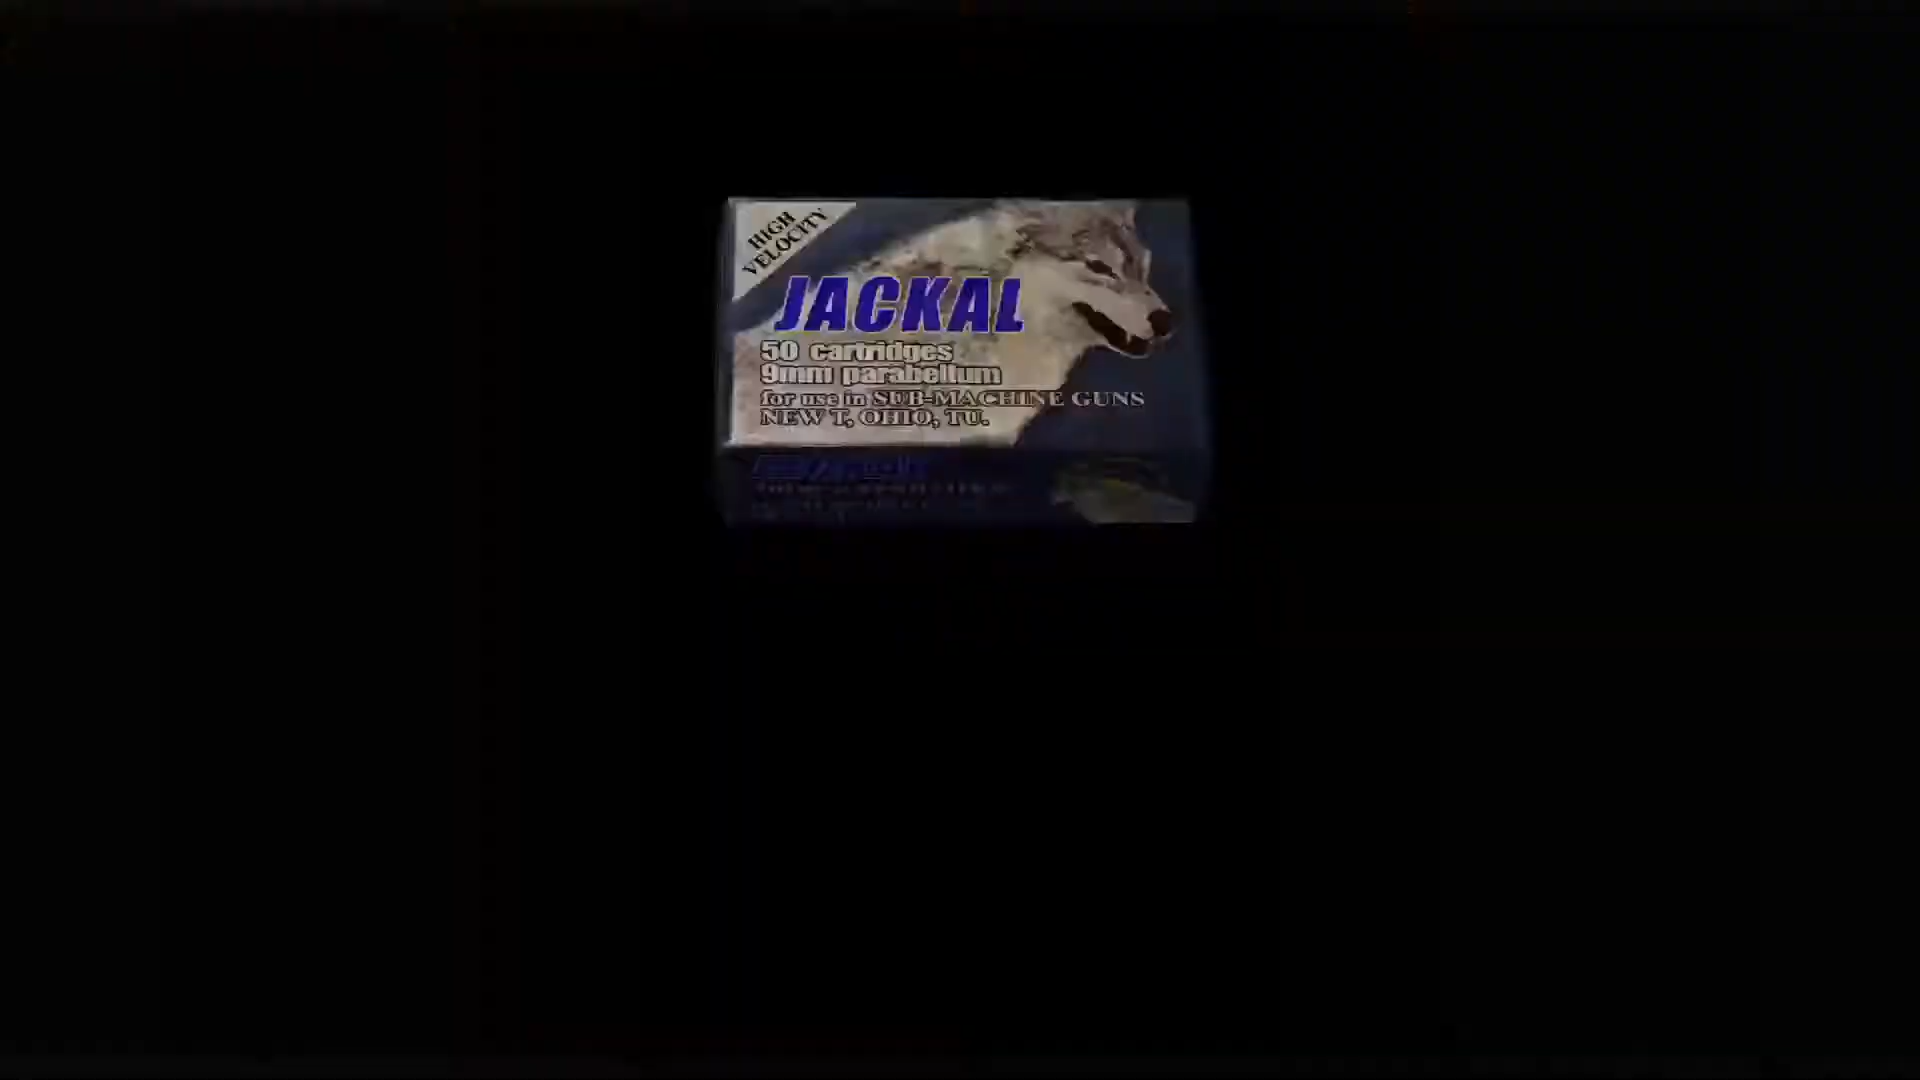 HIGH
VELOCITY
JACKAL
50 cartridges
9mm parabellum
for use in SUB-MACHINE GUNS
NEW T, OHIO, TU.